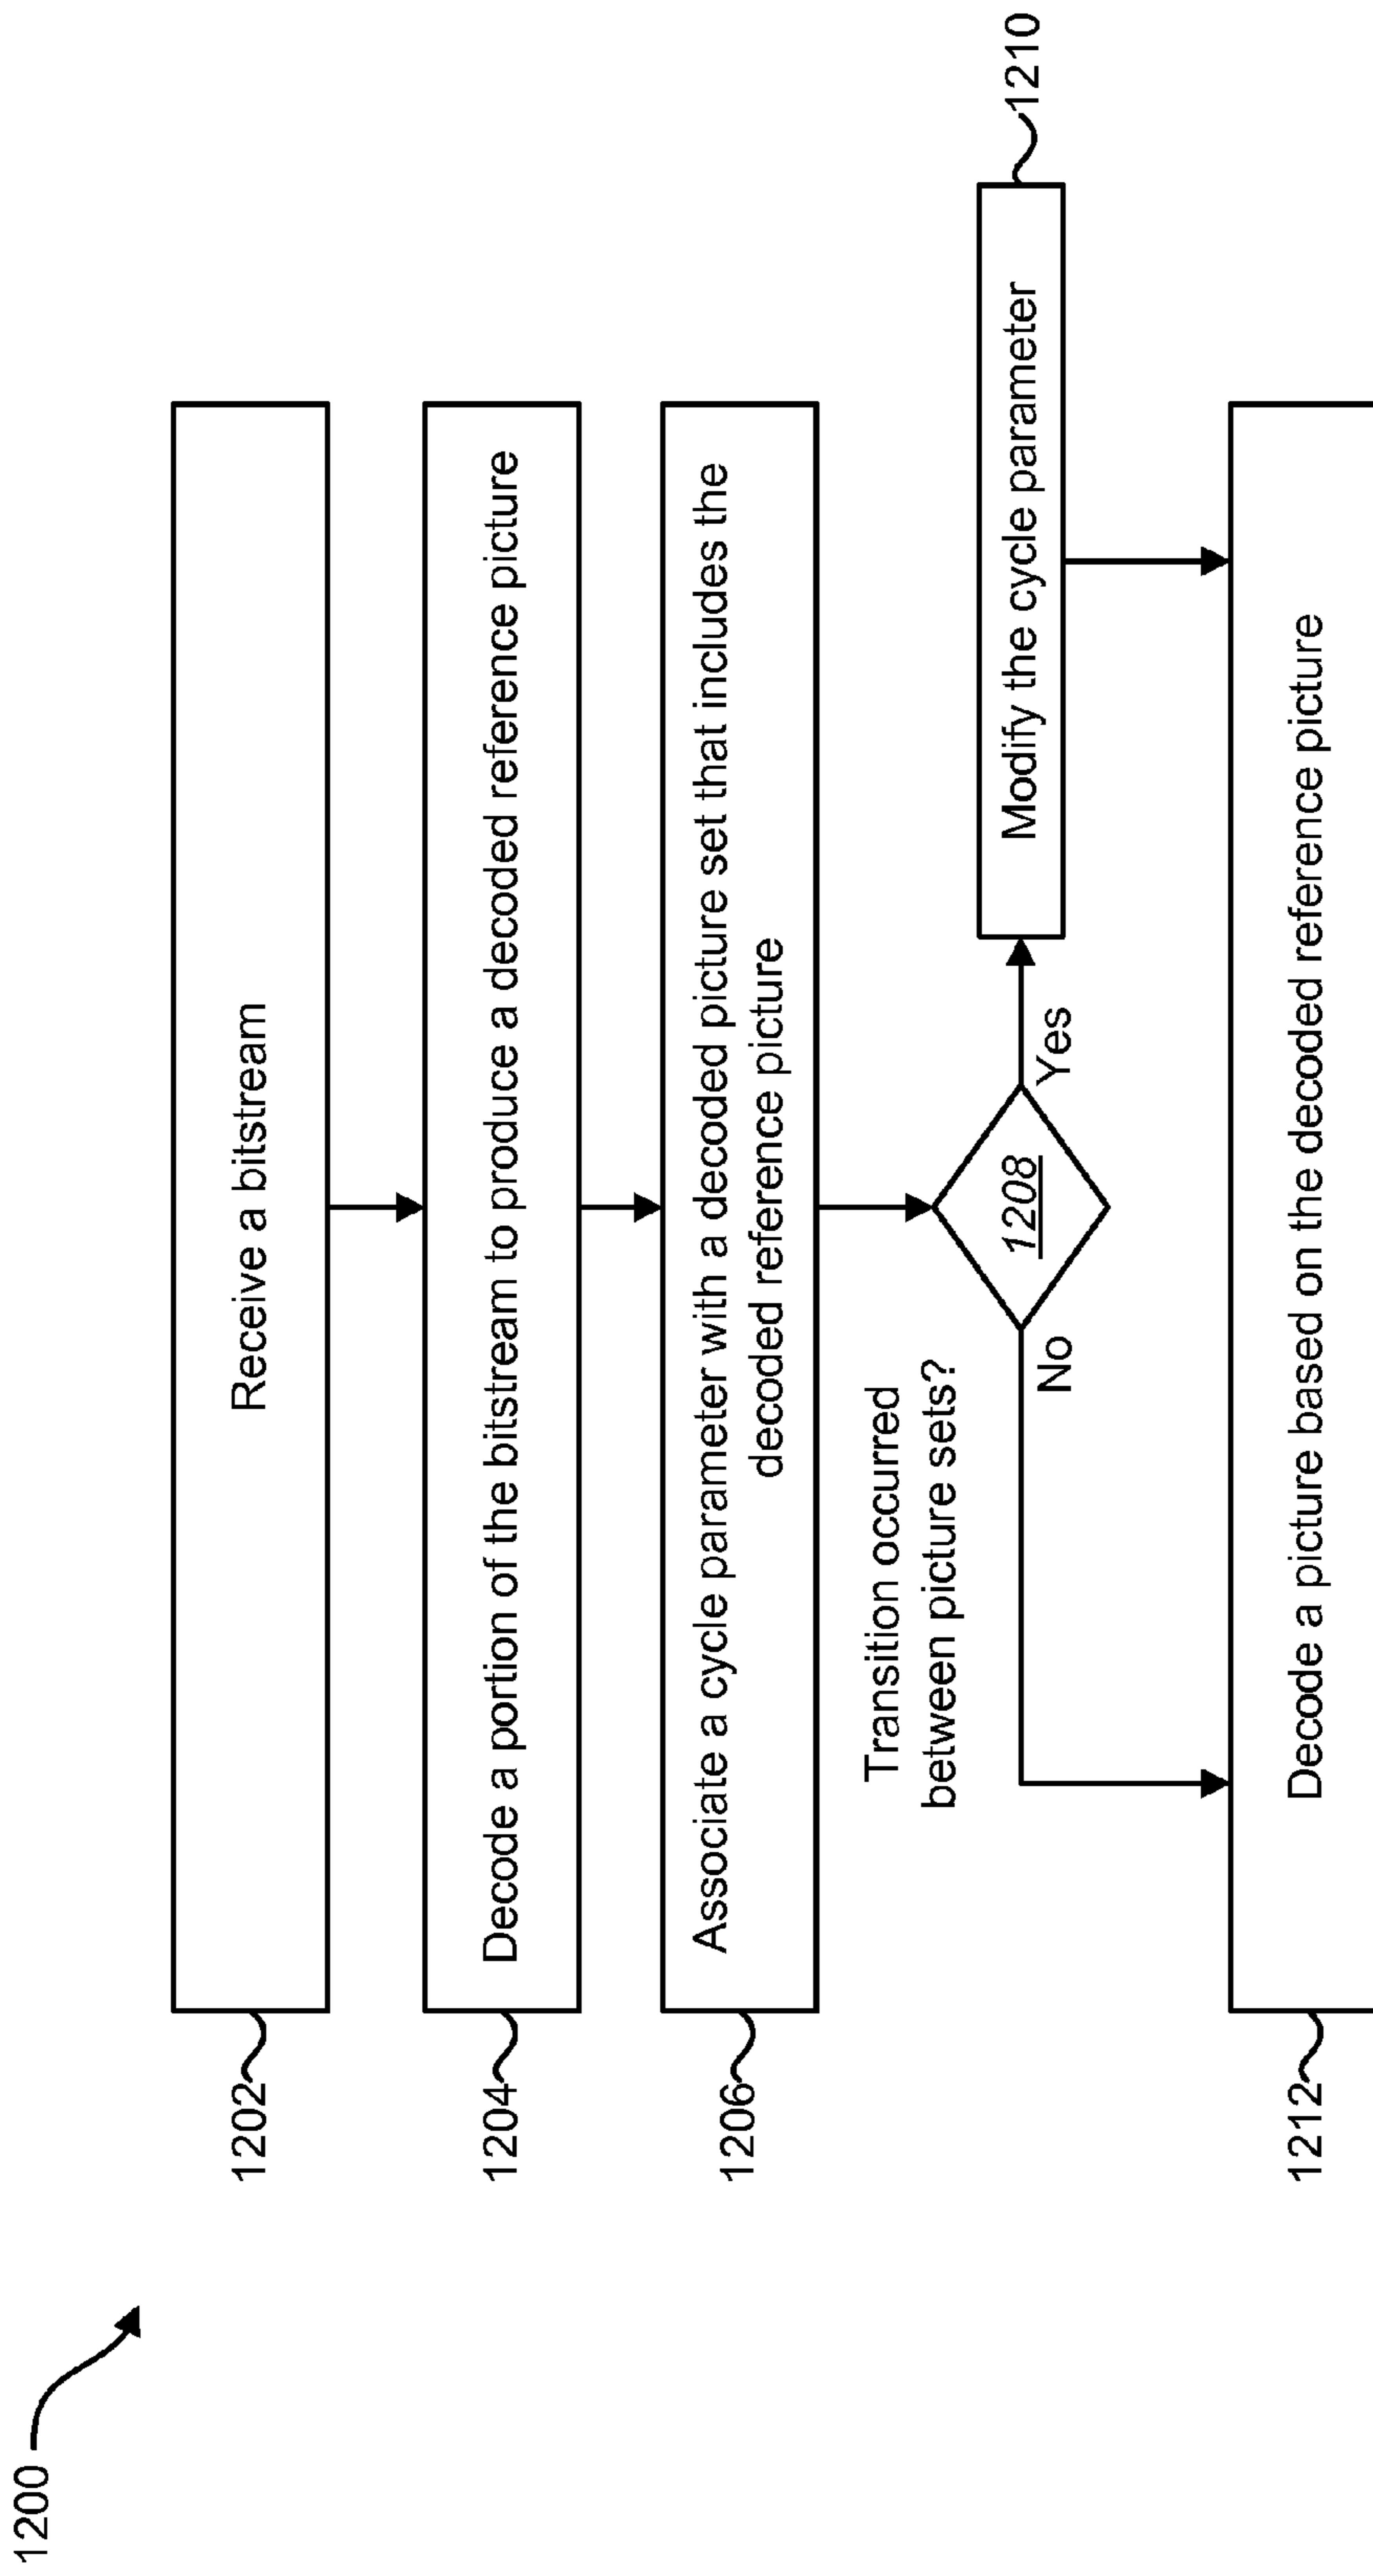 1200
1202
Receive a bitstream
1204
Decode a portion of the bitstream to produce a decoded reference picture
1206
Associate a cycle parameter with a decoded picture set that includes the
decoded reference picture
Transition occurred
between picture sets?
1208
No
Yes
Modify the cycle parameter
1210
1212
Decode a picture based on the decoded reference picture